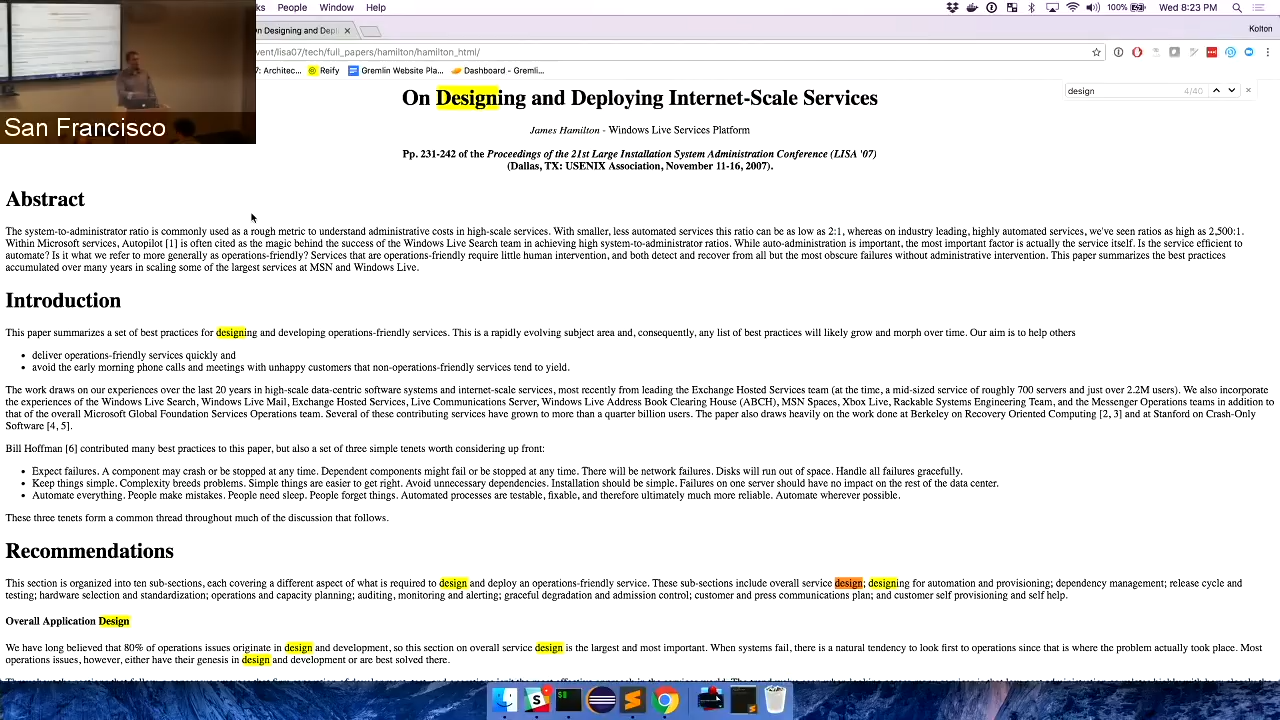 ks People Window Help
100% Wed 8:23 PM
n Designing and Depl
Kolton
vent/lisa07/tech/full_papers/hamilton/hamilton_html/
7: Architec... Reify Gremlin Website Pla... Dashboard - Gremli...
design 4/40
San Francisco
On Designing and Deploying Internet-Scale Services
James Hamilton - Windows Live Services Platform
Pp. 231-242 of the Proceedings of the 21st Large Installation System Administration Conference (LISA '07)
(Dallas, TX: USENIX Association, November 11-16, 2007).
Abstract
The system-to-administrator ratio is commonly used as a rough metric to understand administrative costs in high-scale services. With smaller, less automated services this ratio can be as low as 2:1, whereas on industry leading, highly automated services, we've seen ratios as high as 2,500:1.
Within Microsoft services, Autopilot [1] is often cited as the magic behind the success of the Windows Live Search team in achieving high system-to-administrator ratios. While auto-administration is important, the most important factor is actually the service itself. Is the service efficient to
automate? Is it what we refer to more generally as operations-friendly? Services that are operations-friendly require little human intervention, and both detect and recover from all but the most obscure failures without administrative intervention. This paper summarizes the best practices
accumulated over many years in scaling some of the largest services at MSN and Windows Live.
Introduction
This paper summarizes a set of best practices for designing and developing operations-friendly services. This is a rapidly evolving subject area and, consequently, any list of best practices will likely grow and morph over time. Our aim is to help others
• deliver operations-friendly services quickly and
• avoid the early morning phone calls and meetings with unhappy customers that non-operations-friendly services tend to yield.
The work draws on our experiences over the last 20 years in high-scale data-centric software systems and internet-scale services, most recently from leading the Exchange Hosted Services team (at the time, a mid-sized service of roughly 700 servers and just over 2.2M users). We also incorporate
the experiences of the Windows Live Search, Windows Live Mail, Exchange Hosted Services, Live Communications Server, Windows Live Address Book Clearing House (ABCH), MSN Spaces, Xbox Live, Rackable Systems Engineering Team, and the Messenger Operations teams in addition to
that of the overall Microsoft Global Foundation Services Operations team. Several of these contributing services have grown to more than a quarter billion users. The paper also draws heavily on the work done at Berkeley on Recovery Oriented Computing [2, 3] and at Stanford on Crash-Only
Software [4, 5].
Bill Hoffman [6] contributed many best practices to this paper, but also a set of three simple tenets worth considering up front:
• Expect failures. A component may crash or be stopped at any time. Dependent components might fail or be stopped at any time. There will be network failures. Disks will run out of space. Handle all failures gracefully.
• Keep things simple. Complexity breeds problems. Simple things are easier to get right. Avoid unnecessary dependencies. Installation should be simple. Failures on one server should have no impact on the rest of the data center.
• Automate everything. People make mistakes. People need sleep. People forget things. Automated processes are testable, fixable, and therefore ultimately much more reliable. Automate wherever possible.
These three tenets form a common thread throughout much of the discussion that follows.
Recommendations
This section is organized into ten sub-sections, each covering a different aspect of what is required to design and deploy an operations-friendly service. These sub-sections include overall service design; designing for automation and provisioning; dependency management; release cycle and
testing; hardware selection and standardization; operations and capacity planning; auditing, monitoring and alerting; graceful degradation and admission control; customer and press communications plan; and customer self provisioning and self help.
Overall Application Design
We have long believed that 80% of operations issues originate in design and development, so this section on overall service design is the largest and most important. When systems fail, there is a natural tendency to look first to operations since that is where the problem actually took place. Most
operations issues, however, either have their genesis in design and development or are best solved there.